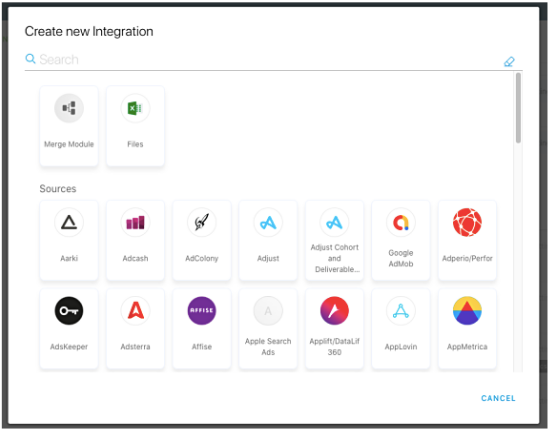 Create new Integration
Search
Merge Module
Files
Sources
Aarki
Adcash
AdColony
Adjust
Adjust Cohort
and
Deliverable...
Google
AdMob
Adperio/Perfor
AdsKeeper
Adsterra
AFFISE
Affise
A
Apple Search
Ads
Applift/DataLif
360
AppLovin
AppMetrica
CANCEL